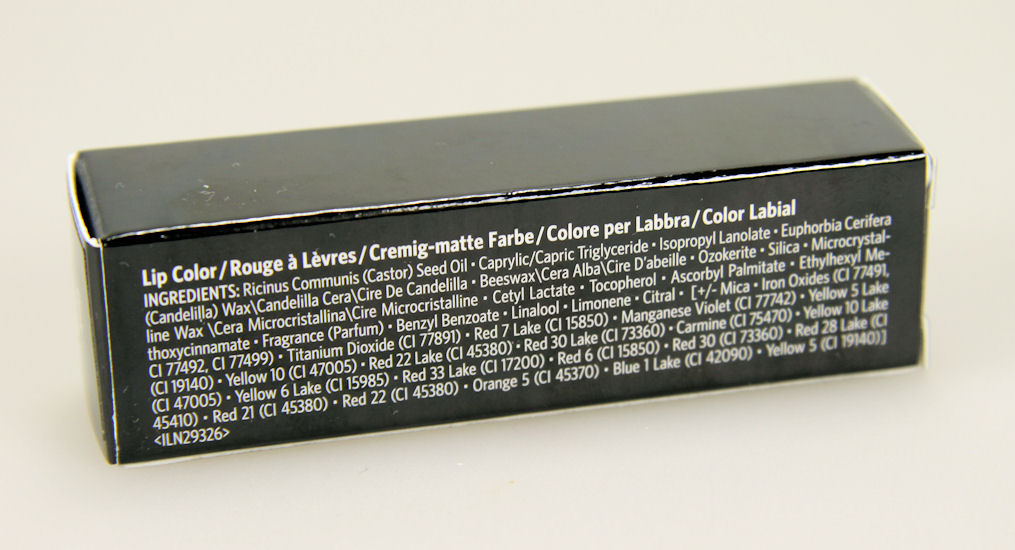 Lip Color / Rouge à Lèvres / Cremig-matte Farbe / Colore per Labbra / Color Labial
INGREDIENTS: Ricinus Communis (Castor) Seed Oil • Caprylic/Capric Triglyceride • Isopropyl Lanolate • Euphorbia Cerifera
(Candelilla) Wax\Candelilla Cera\Cire De Candelilla • Beeswax\Cera Alba\Cire D'abeille • Ozokerite • Silica • Microcrystal-
line Wax \Cera Microcristallina\Cire Microcristalline • Cetyl Lactate • Tocopherol • Ascorbyl Palmitate • Ethylhexyl Me-
thoxycinnamate • Fragrance (Parfum) • Benzyl Benzoate • Linalool • Limonene • Citral • [+/- Mica • Iron Oxides (CI 77491,
CI 77492, CI 77499) • Titanium Dioxide (CI 77891) • Red 7 Lake (CI 15850) • Manganese Violet (CI 77742) • Yellow 5 Lake
(CI 19140) • Yellow 10 (CI 47005) • Red 22 Lake (CI 45380) • Red 30 Lake (CI 73360) • Carmine (CI 75470) • Yellow 10 Lake
(CI 47005) • Yellow 6 Lake (CI 15985) • Red 33 Lake (CI 17200) • Red 6 (CI 15850) • Red 30 (CI 73360) • Red 28 Lake (CI
45410) • Red 21 (CI 45380) • Red 22 (CI 45380) • Orange 5 (CI 45370) • Blue 1 Lake (CI 42090) • Yellow 5 (CI 19140)]
<ILN29326>